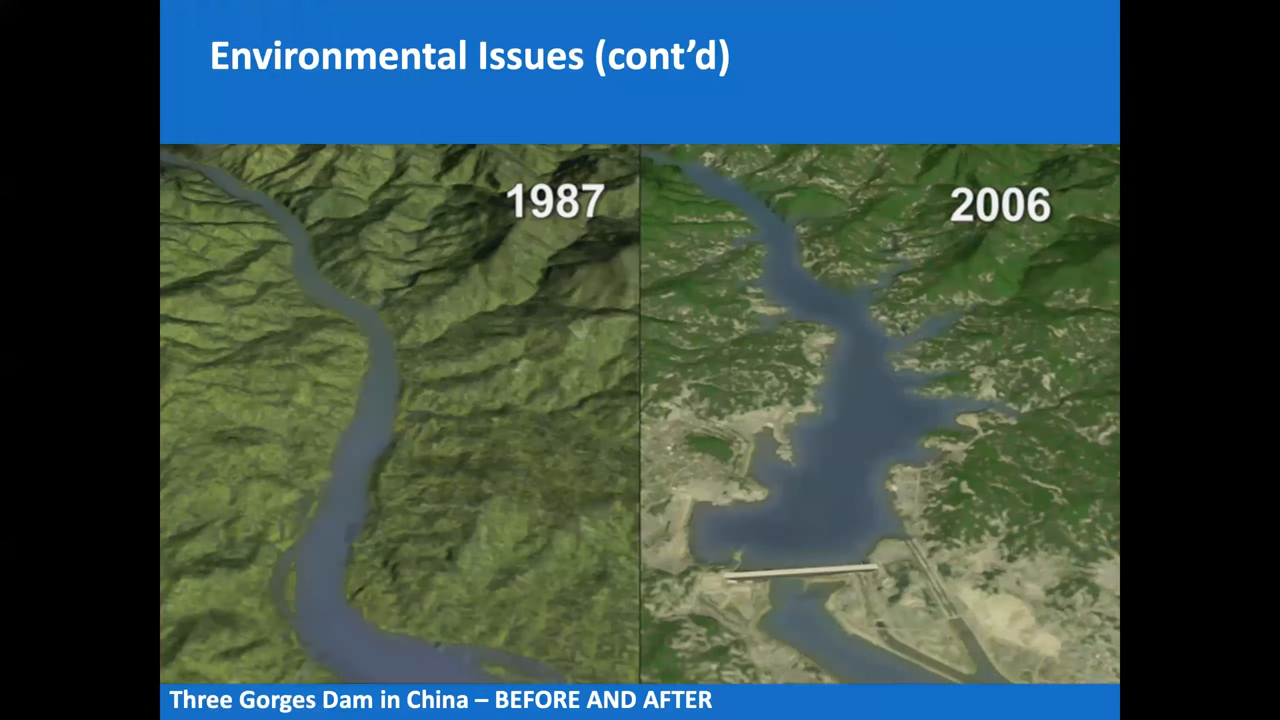 Environmental Issues (cont’d)
1987
2006
Three Gorges Dam in China – BEFORE AND AFTER